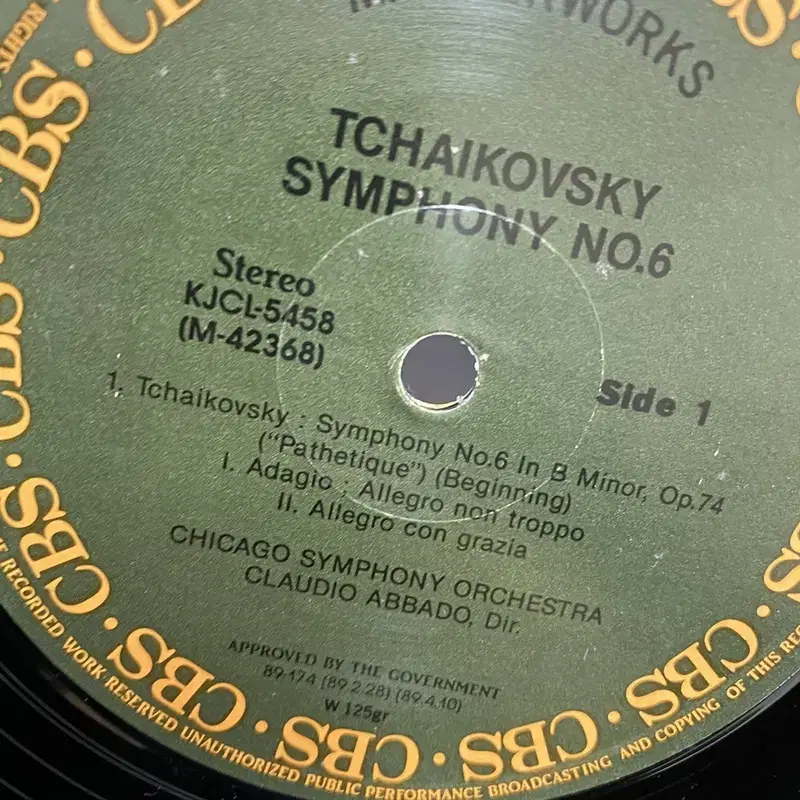 TCHAIKOVSKY
SYMPHONY NO.6
Stereo
KJCL-5458
(M-42368)
Side 1
1. Tchaikovsky : Symphony No.6 In B Minor, Op.74
("Pathetique") (Beginning)
I. Adagio ; Allegro non troppo
II. Allegro con grazia
CHICAGO SYMPHONY ORCHESTRA
CLAUDIO ABBADO, Dir.
APPROVED BY THE GOVERNMENT
89-174 (89.2.28) (89.4.10)
W 125gr
CBS · CBS · CBS · CBS · CBS · CBS · CBS · CBS
RECORDED WORK RESERVED UNAUTHORIZED PUBLIC PERFORMANCE BROADCASTING AND COPYING OF THIS